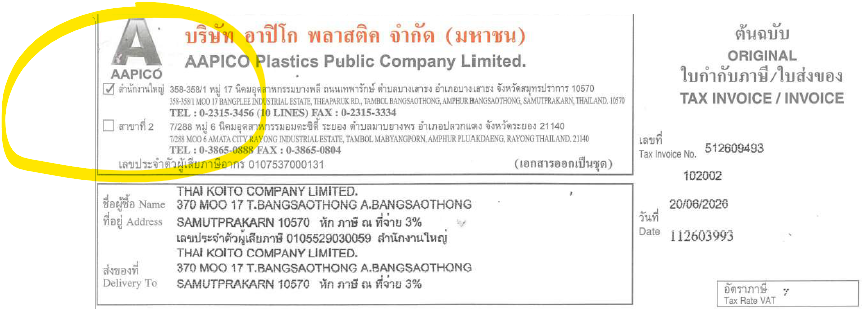 บริษัท อาปิโก พลาสติค จำกัด (มหาชน)
AAPICO Plastics Public Company Limited.
AAPICO
สำนักงานใหญ่ 358-358/1 หมู่ 17 นิคมอุตสาหกรรมบางพลี ถนนเทพารักษ์ ตำบลบางเสาธง อำเภอบางเสาธง จังหวัดสมุทรปราการ 10570
358-358/1 MOO 17 BANGPLEE INDUSTRIAL ESTATE, THEAPARUK RD., TAMBOL BANGSAOTHONG, AMPHUR BANGSAOTHONG, SAMUTPRAKARN, THAILAND. 10570
TEL : 0-2315-3456 (10 LINES) FAX : 0-2315-3334
สาขาที่ 2 7/288 หมู่ 6 นิคมอุตสาหกรรมอมตะซิตี้ ระยอง ตำบลมาบยางพร อำเภอปลวกแดง จังหวัดระยอง 21140
7/288 MOO 6 AMATA CITY RAYONG INDUSTRIAL ESTATE, TAMBOL MABYANGPORN, AMPHUR PLUAKDAENG, RAYONG THAILAND, 21140
TEL : 0-3865-0888 FAX : 0-3865-0804
เลขประจำตัวผู้เสียภาษีอากร 0107537000131 (เอกสารออกเป็นชุด)
ต้นฉบับ
ORIGINAL
ใบกำกับภาษี/ใบส่งของ
TAX INVOICE / INVOICE
เลขที่
Tax Invoice No. 512609493
102002
วันที่ 20/06/2026
Date 112603993
อัตราภาษี 7
Tax Rate VAT
THAI KOITO COMPANY LIMITED.
ชื่อผู้ซื้อ Name 370 MOO 17 T.BANGSAOTHONG A.BANGSAOTHONG
ที่อยู่ Address SAMUTPRAKARN 10570 หัก ภาษี ณ ที่จ่าย 3%
เลขประจำตัวผู้เสียภาษี 0105529030059 สำนักงานใหญ่
THAI KOITO COMPANY LIMITED.
ส่งของที่ 370 MOO 17 T.BANGSAOTHONG A.BANGSAOTHONG
Delivery To SAMUTPRAKARN 10570 หัก ภาษี ณ ที่จ่าย 3%